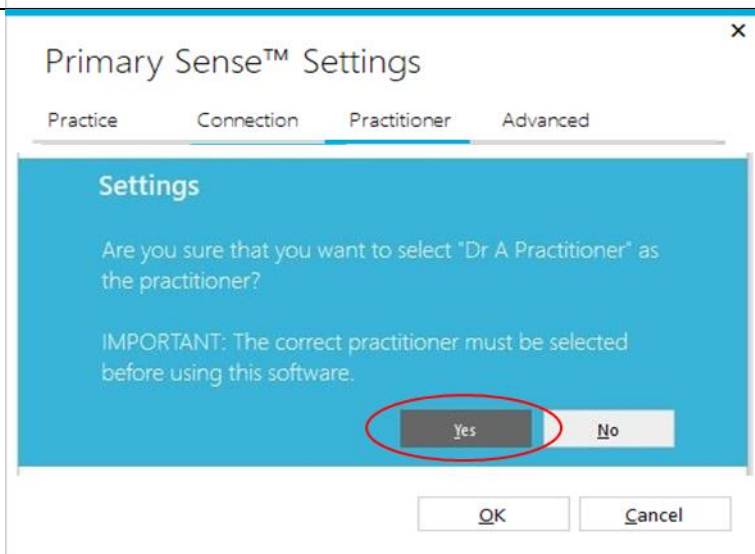 ×
Primary Sense™ Settings
Practice Connection Practitioner Advanced
Settings
Are you sure that you want to select "Dr A Practitioner" as
the practitioner?
IMPORTANT: The correct practitioner must be selected
before using this software.
Yes No
OK Cancel